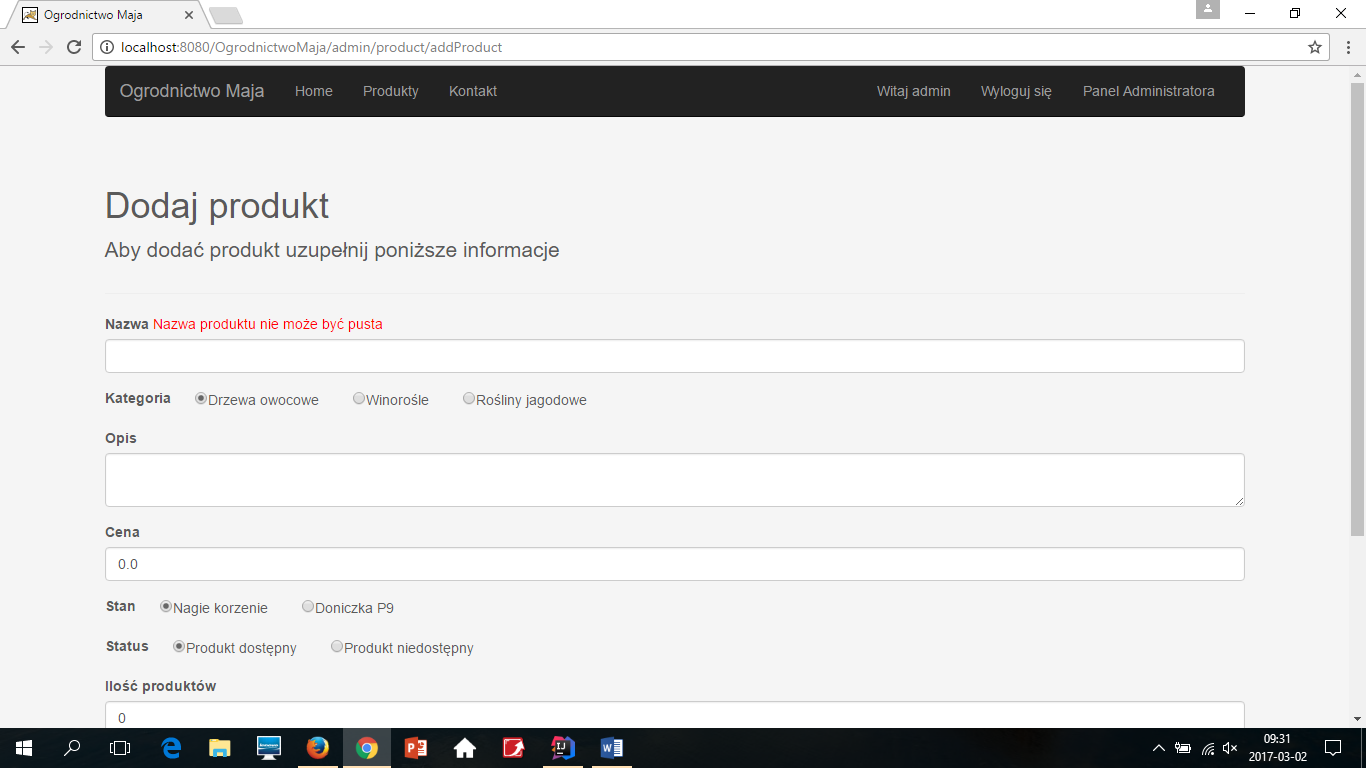 Ogrodnictwo Maja
localhost:8080/OgrodnictwoMaja/admin/product/addProduct
Ogrodnictwo Maja Home Produkty Kontakt Witaj admin Wyloguj się Panel Administratora
Dodaj produkt
Aby dodać produkt uzupełnij poniższe informacje
Nazwa Nazwa produktu nie może być pusta
Kategoria Drzewa owocowe Winorośle Rośliny jagodowe
Opis
Cena
0.0
Stan Nagie korzenie Doniczka P9
Status Produkt dostępny Produkt niedostępny
Ilość produktów
0
09:31
2017-03-02